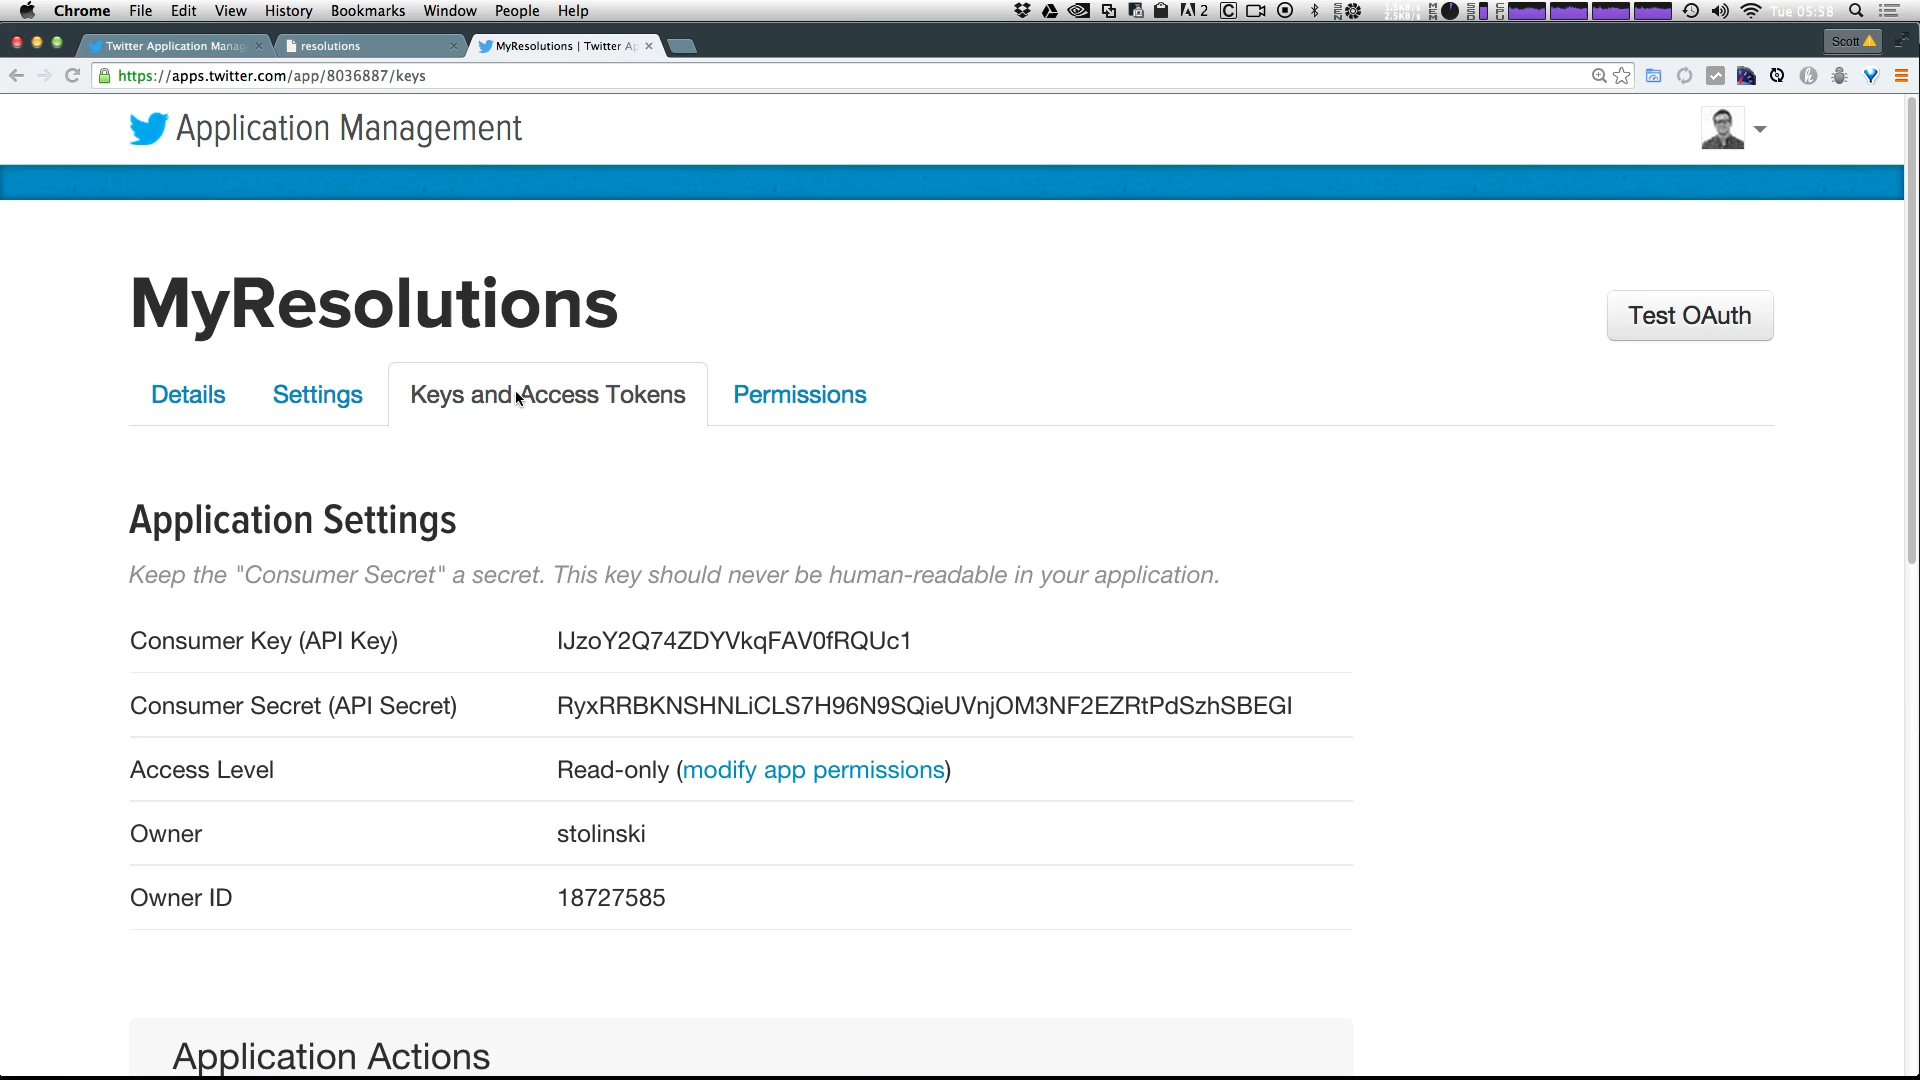 Chrome File Edit View History Bookmarks Window People Help 2 Tue 05:58
Twitter Application Manag resolutions MyResolutions | Twitter Ap Scott
https://apps.twitter.com/app/8036887/keys
Application Management
MyResolutions
Test OAuth
Details Settings Keys and Access Tokens Permissions
Application Settings
Keep the "Consumer Secret" a secret. This key should never be human-readable in your application.
Consumer Key (API Key) IJzoY2Q74ZDYVkqFAV0fRQUc1
Consumer Secret (API Secret) RyxRRBKNSHNLiCLS7H96N9SQieUVnjOM3NF2EZRtPdSzhSBEGI
Access Level Read-only (modify app permissions)
Owner stolinski
Owner ID 18727585
Application Actions